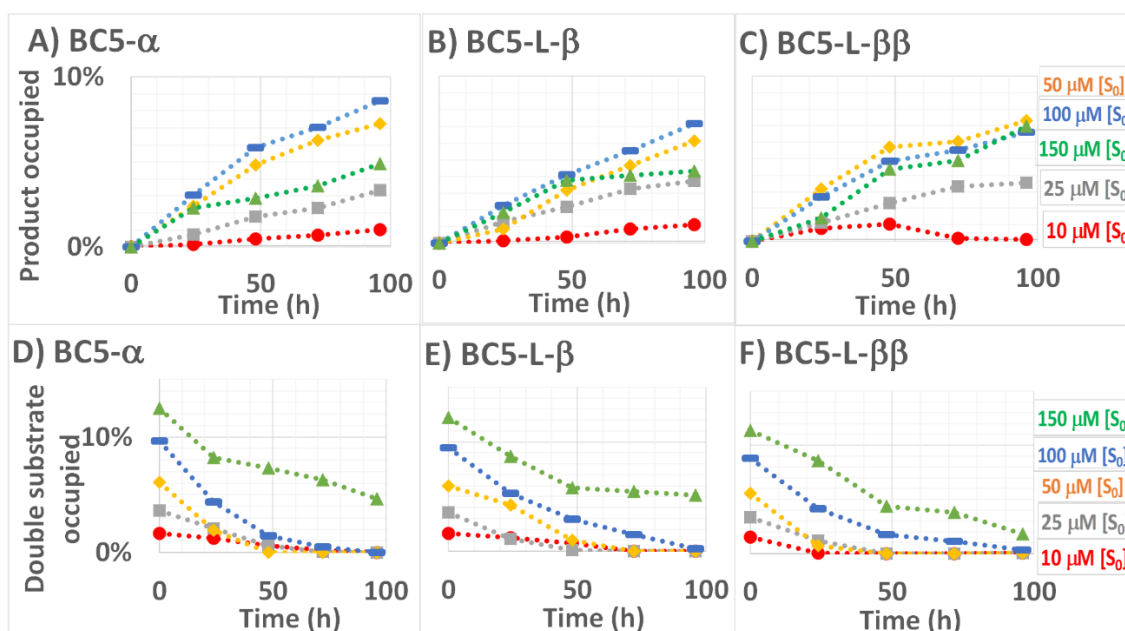 A) BC5-α
B) BC5-L-β
C) BC5-L-ββ
Product occupied
10%
0%
0
50
100
Time (h)
0
50
100
Time (h)
0
50
100
Time (h)
50 μM [S₀]
100 μM [S₀
150 μM [S₀
25 μM [S₀
10 μM [S₀
D) BC5-α
E) BC5-L-β
F) BC5-L-ββ
Double substrate
occupied
10%
0%
0
50
100
Time (h)
0
50
100
Time (h)
0
50
100
Time (h)
150 μM [S₀
100 μM [S₀
50 μM [S₀]
25 μM [S₀
10 μM [S₀]